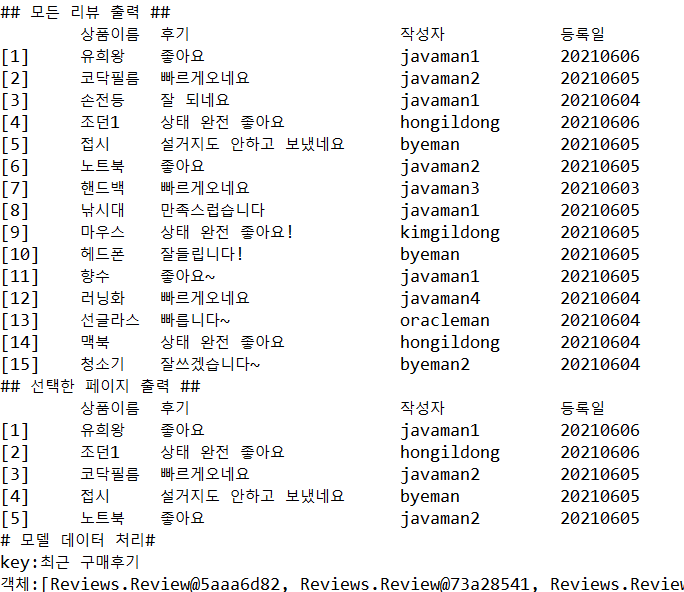 ## 모든 리뷰 출력 ##
상품이름 후기 작성자 등록일
[1] 유희왕 좋아요 javaman1 20210606
[2] 코닥필름 빠르게오네요 javaman2 20210605
[3] 손전등 잘 되네요 javaman1 20210604
[4] 조던1 상태 완전 좋아요 hongildong 20210606
[5] 접시 설거지도 안하고 보냈네요 byeman 20210605
[6] 노트북 좋아요 javaman2 20210605
[7] 핸드백 빠르게오네요 javaman3 20210603
[8] 낚시대 만족스럽습니다 javaman1 20210605
[9] 마우스 상태 완전 좋아요! kimgildong 20210605
[10] 헤드폰 잘들립니다! byeman 20210605
[11] 향수 좋아요~ javaman1 20210605
[12] 러닝화 빠르게오네요 javaman4 20210604
[13] 선글라스 빠릅니다~ oracleman 20210604
[14] 맥북 상태 완전 좋아요 hongildong 20210604
[15] 청소기 잘쓰겠습니다~ byeman2 20210604
## 선택한 페이지 출력 ##
상품이름 후기 작성자 등록일
[1] 유희왕 좋아요 javaman1 20210606
[2] 조던1 상태 완전 좋아요 hongildong 20210606
[3] 코닥필름 빠르게오네요 javaman2 20210605
[4] 접시 설거지도 안하고 보냈네요 byeman 20210605
[5] 노트북 좋아요 javaman2 20210605
# 모델 데이터 처리#
key:최근 구매후기
객체:[Reviews.Review@5aaa6d82, Reviews.Review@73a28541, Reviews.Review